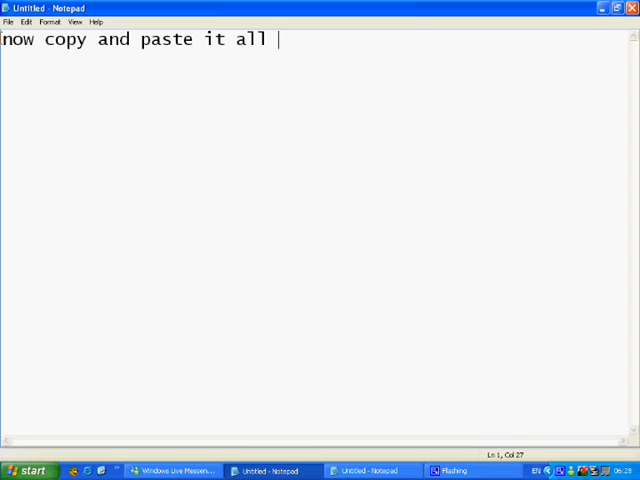 Untitled - Notepad
File Edit Format View Help
now copy and paste it all
Ln 1, Col 27
start Windows Live Messen... Untitled - Notepad Untitled - Notepad Flashing EN 06:28